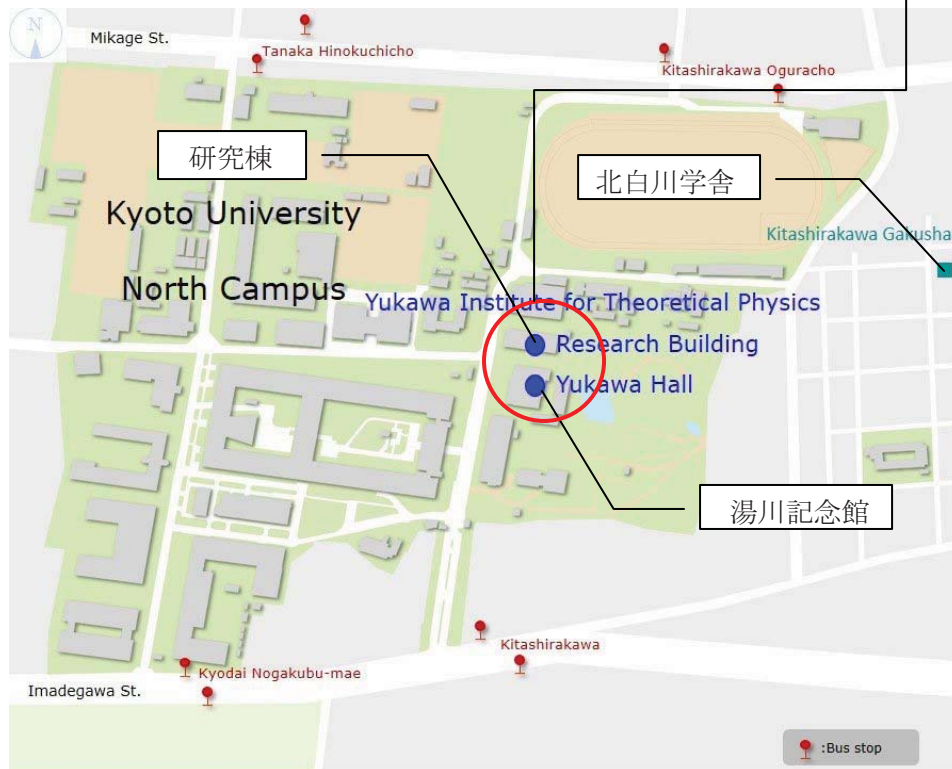 N
Mikage St.
Tanaka Hinokuchicho
Kitashirakawa Oguracho
研究棟
北白川学舎
Kyoto University
Kitashirakawa Gakusha
North Campus
Yukawa Institute for Theoretical Physics
Research Building
Yukawa Hall
湯川記念館
Kitashirakawa
Kyodai Nogakubu-mae
Imadegawa St.
:Bus stop